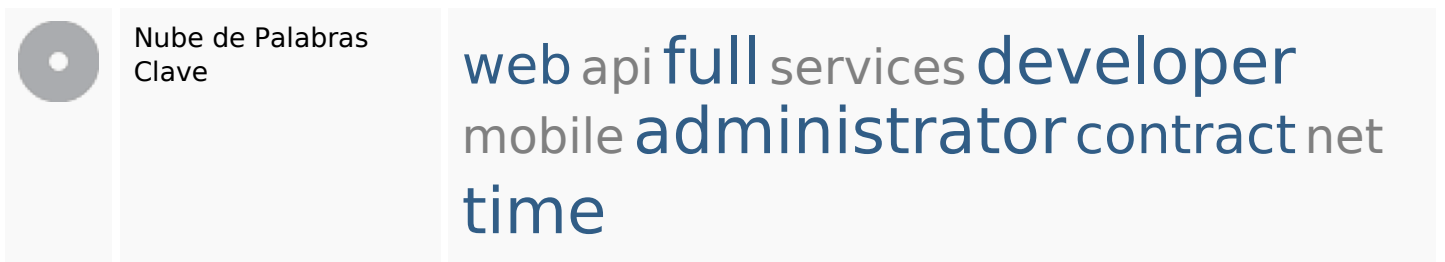 Nube de Palabras
Clave
web api full services developer
mobile administrator contract net
time